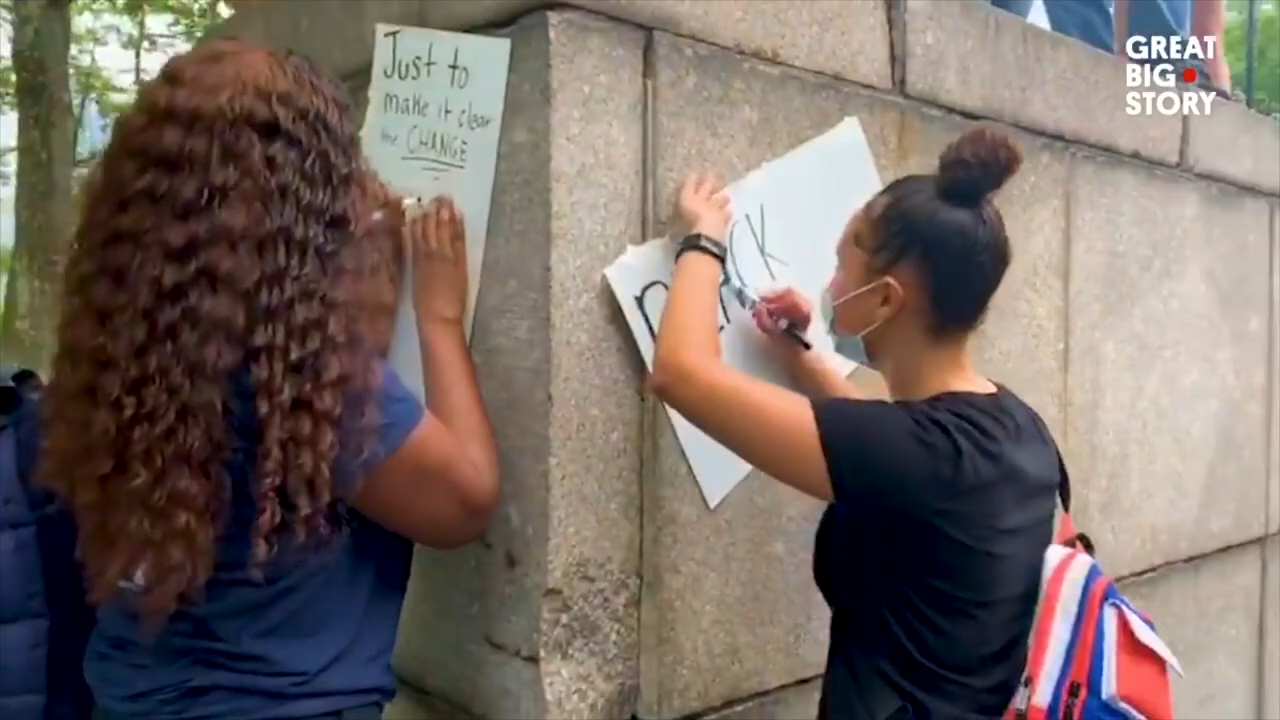 Just to
make it clear
the CHANGE
GREAT
BIG
STORY